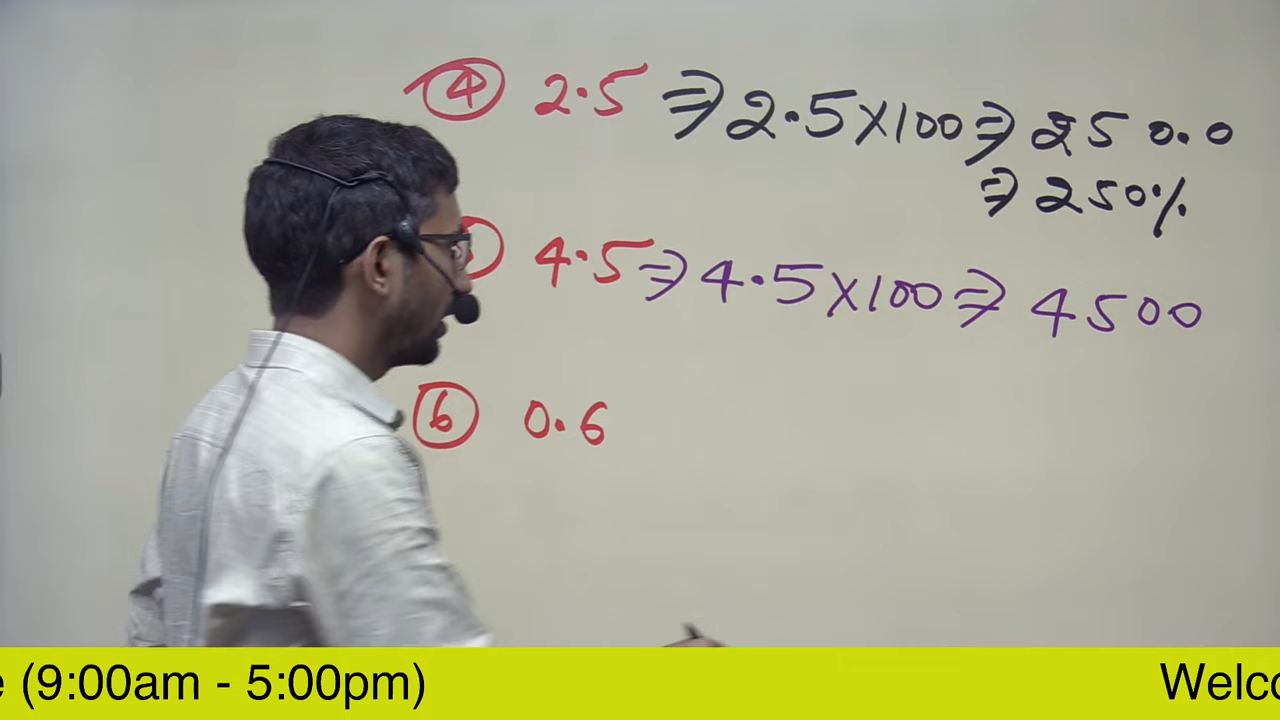 ④ 2.5 ⇒ 2.5×100 ⇒ 250.0
⇒ 250%
4.5 ⇒ 4.5×100 ⇒ 4500
⑥ 0.6
(9:00am - 5:00pm)